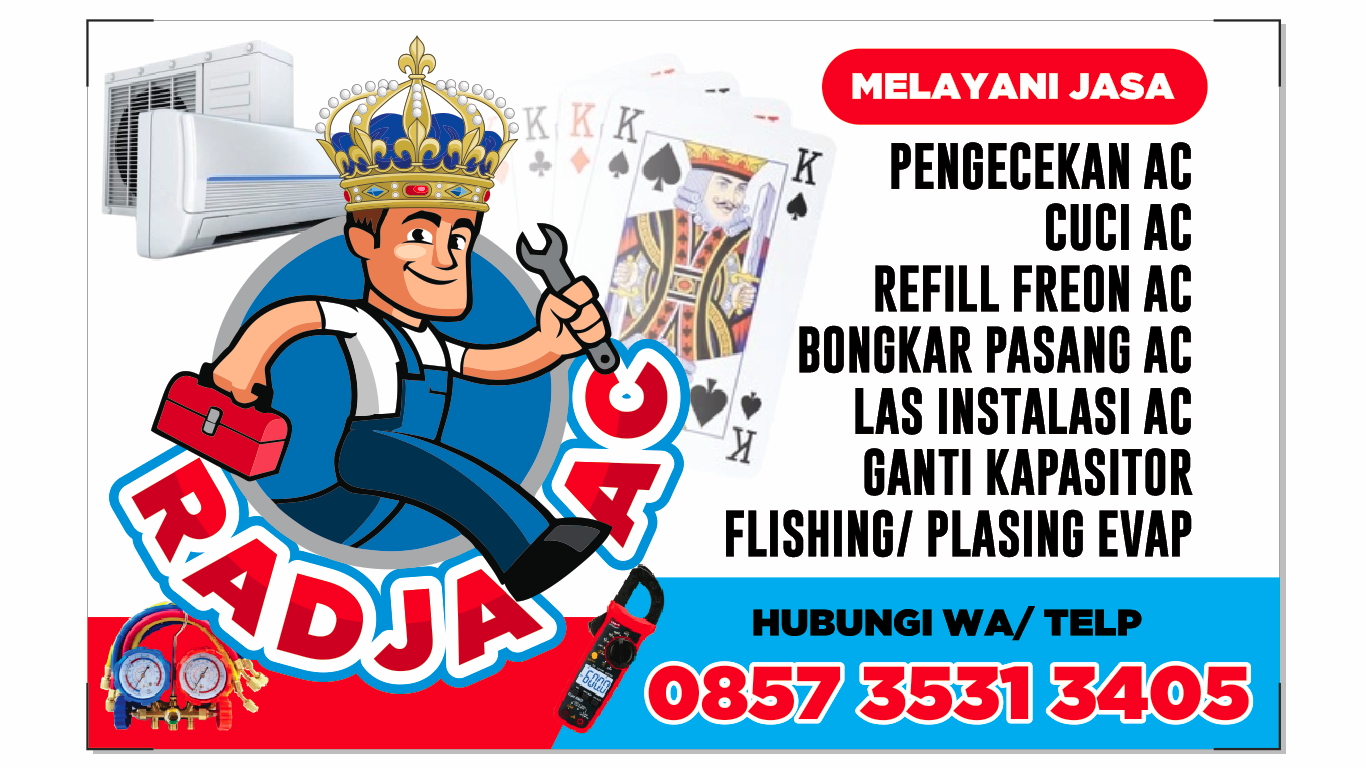 MELAYANI JASA
PENGECEKAN AC
CUCI AC
REFILL FREON AC
BONGKAR PASANG AC
LAS INSTALASI AC
GANTI KAPASITOR
FLISHING/ PLASING EVAP
K
K
K
K
K
RADJA AC
HUBUNGI WA/ TELP
0857 3531 3405